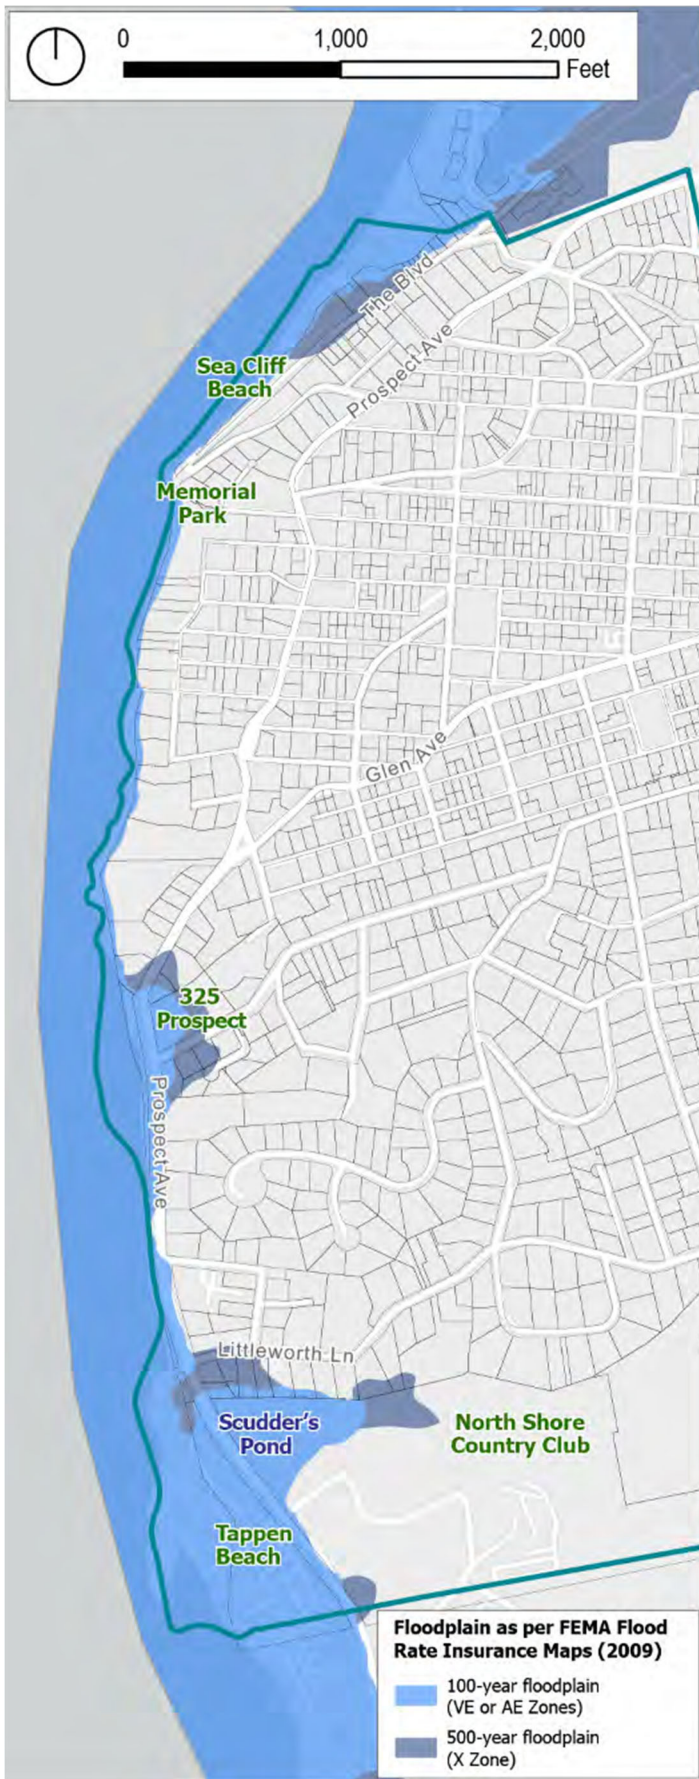 0 1,000 2,000
Feet
The Blvd
Prospect Ave
Sea Cliff
Beach
Memorial
Park
Glen Ave
325
Prospect
Prospect Ave
Littleworth Ln
Scudder's
Pond
North Shore
Country Club
Tappen
Beach
Floodplain as per FEMA Flood
Rate Insurance Maps (2009)
100-year floodplain
(VE or AE Zones)
500-year floodplain
(X Zone)